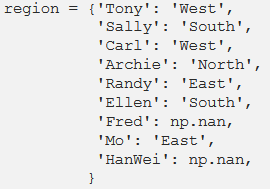 region = {'Tony': 'West',
'Sally': 'South',
'Carl': 'West',
'Archie': 'North',
'Randy': 'East',
'Ellen': 'South',
'Fred': np.nan,
'Mo': 'East',
'HanWei': np.nan,
}